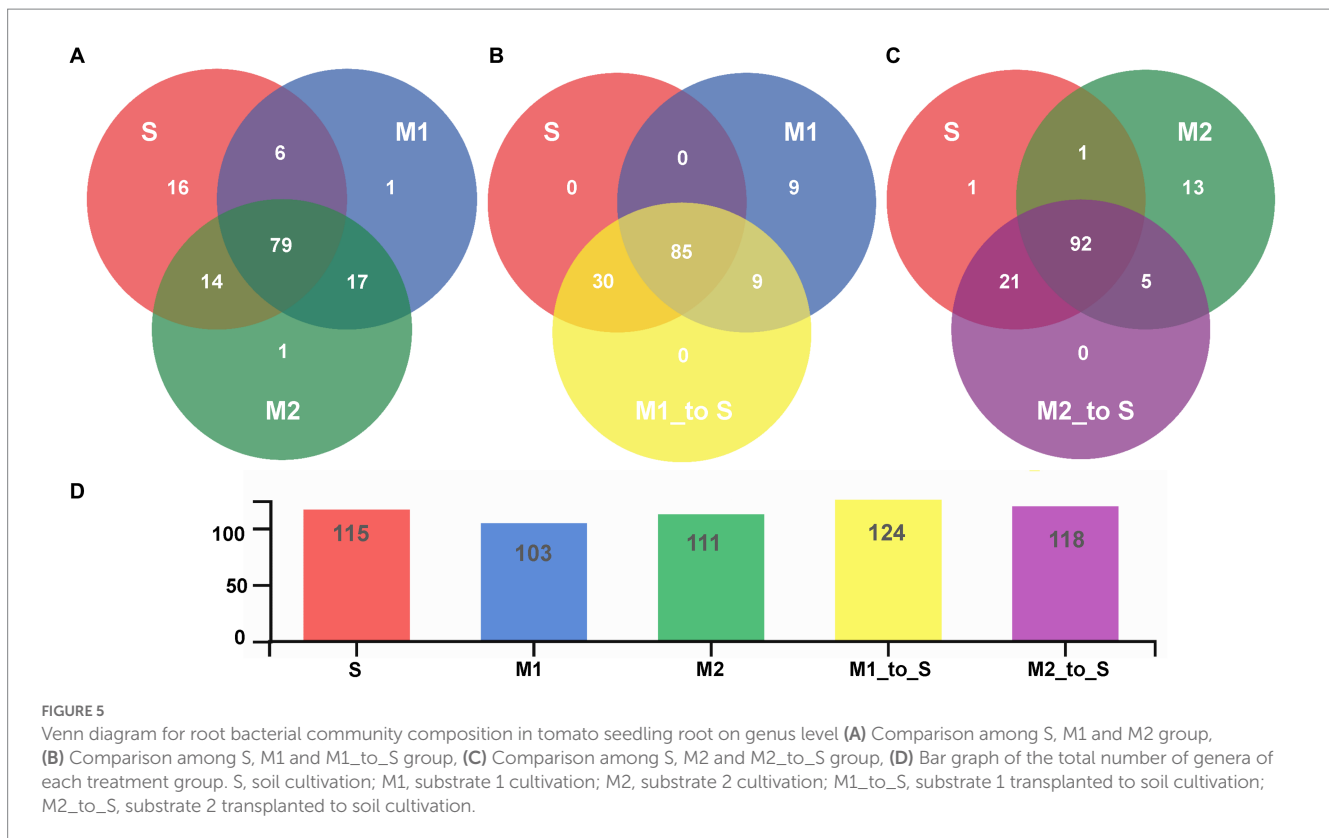 A
B
C
S
M1
6
16
1
79
14
17
1
M2
S
M1
0
0
9
85
30
9
0
M1_to S
S
M2
1
1
13
92
21
5
0
M2_to S
D
100
50
0
115
103
111
124
118
S
M1
M2
M1_to_S
M2_to_S
FIGURE 5
Venn diagram for root bacterial community composition in tomato seedling root on genus level (A) Comparison among S, M1 and M2 group,
(B) Comparison among S, M1 and M1_to_S group, (C) Comparison among S, M2 and M2_to_S group, (D) Bar graph of the total number of genera of
each treatment group. S, soil cultivation; M1, substrate 1 cultivation; M2, substrate 2 cultivation; M1_to_S, substrate 1 transplanted to soil cultivation;
M2_to_S, substrate 2 transplanted to soil cultivation.